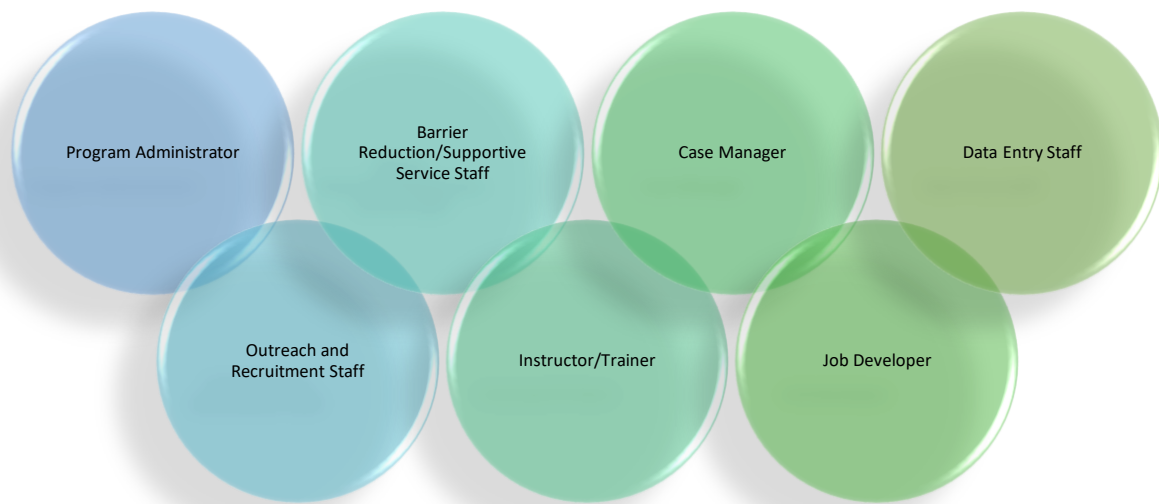 Program Administrator
Barrier
Reduction/Supportive
Service Staff
Case Manager
Data Entry Staff
Outreach and
Recruitment Staff
Instructor/Trainer
Job Developer